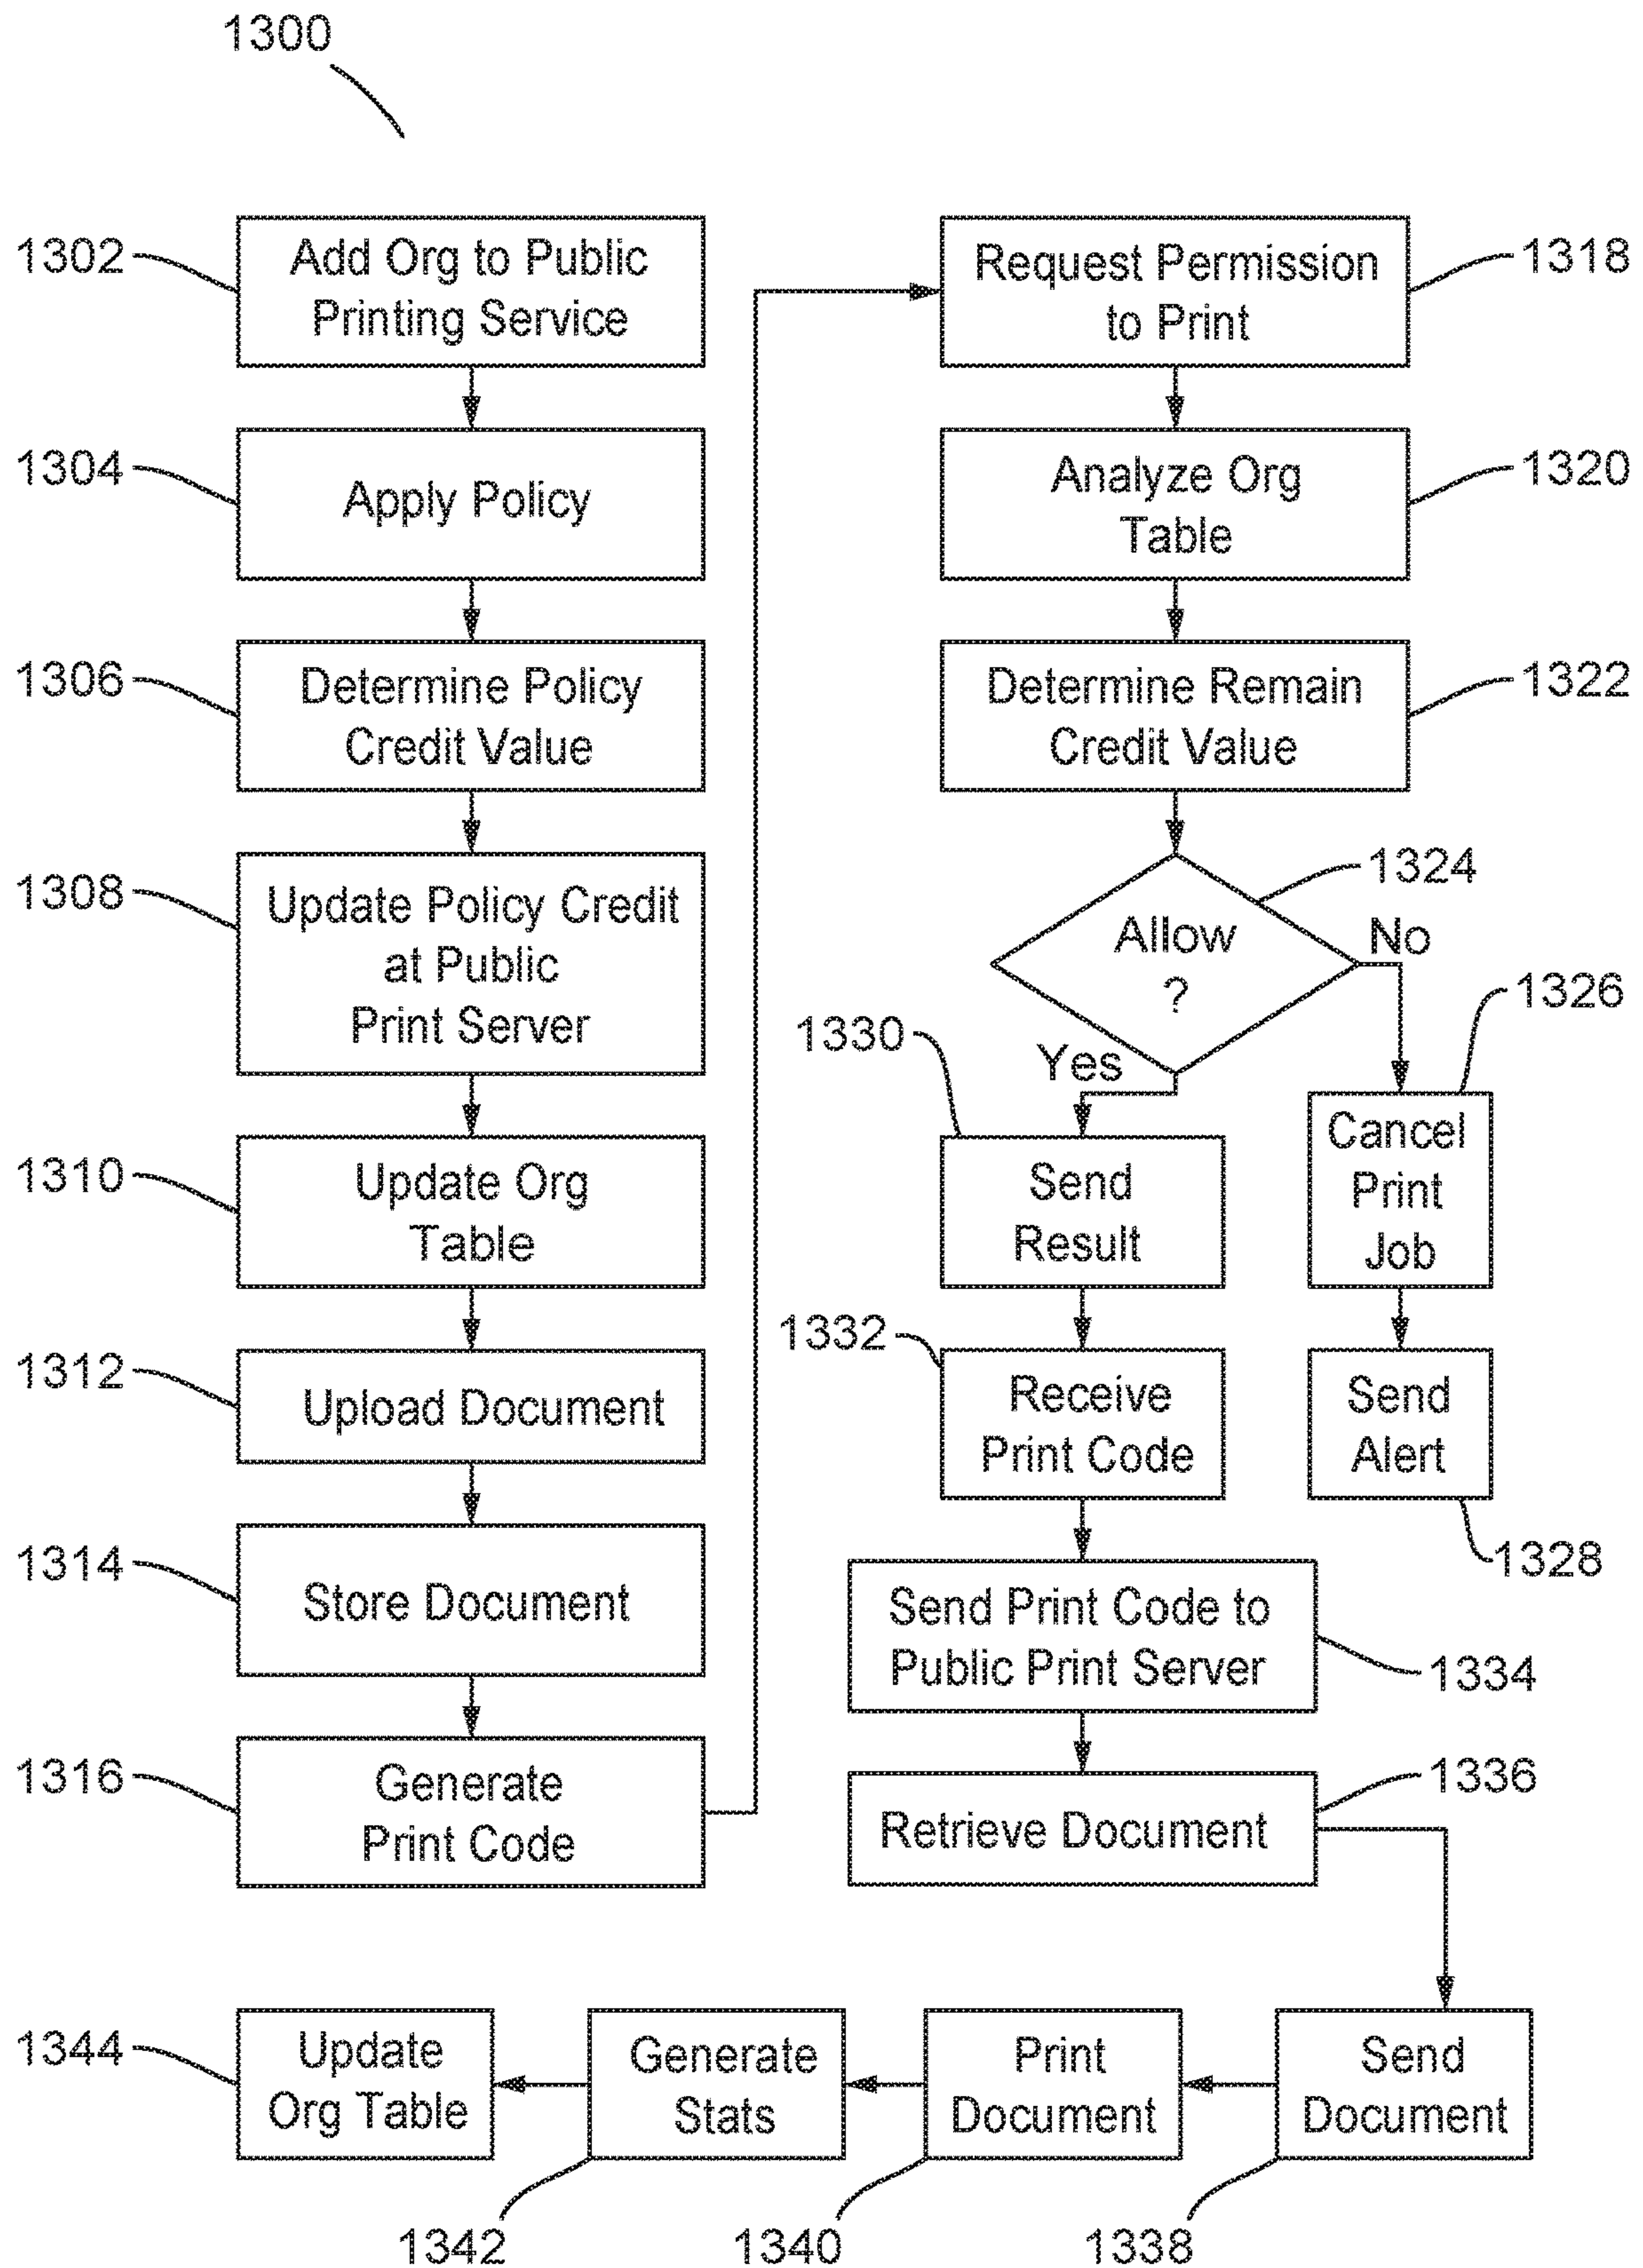 1300
1302
Add Org to Public
Printing Service
1304
Apply Policy
1306
Determine Policy
Credit Value
1308
Update Policy Credit
at Public
Print Server
1310
Update Org
Table
1312
Upload Document
1314
Store Document
1316
Generate
Print Code
Request Permission
to Print
1318
Analyze Org
Table
1320
Determine Remain
Credit Value
1322
1324
Allow
?
No
Yes
1326
Cancel
Print
Job
1330
Send
Result
1332
Receive
Print Code
Send
Alert
1328
Send Print Code to
Public Print Server
1334
Retrieve Document
1336
Send
Document
1338
Print
Document
1340
Generate
Stats
1342
Update
Org Table
1344